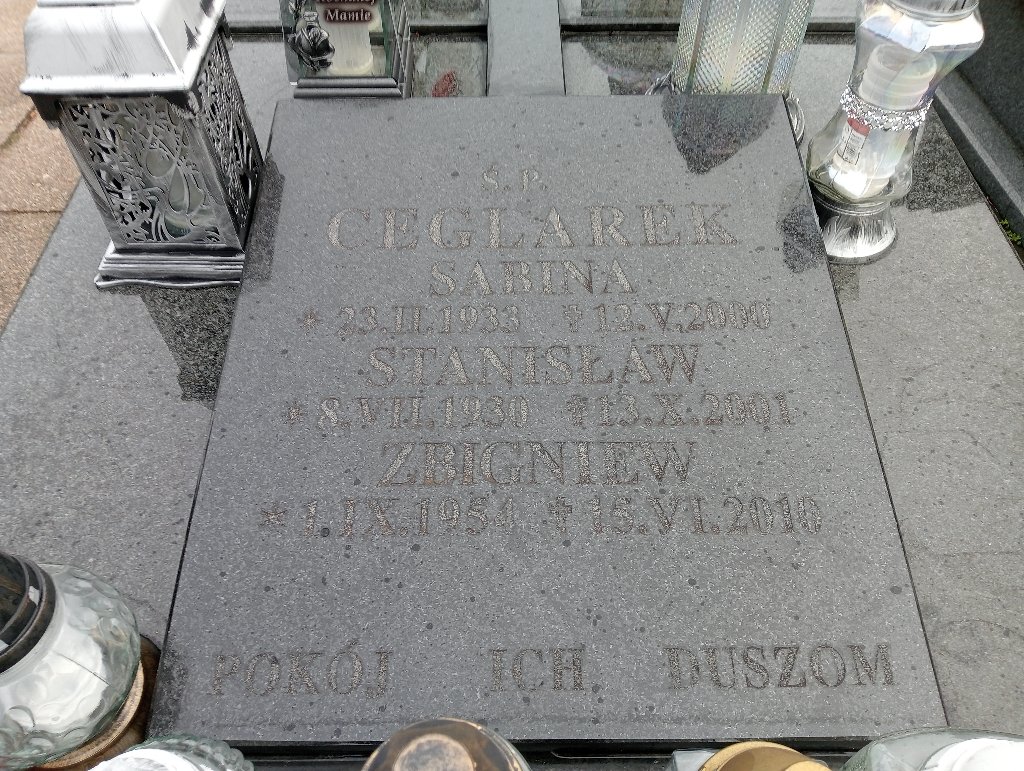 Kochanej
Mamie
Ś.P.
CEGLAREK
SABINA
* 23.II.1933 † 12.V.2000
STANISŁAW
* 8.VII.1930 † 13.X.2001
ZBIGNIEW
* 1.IX.1954 † 15.VI.2010
POKÓJ ICH DUSZOM